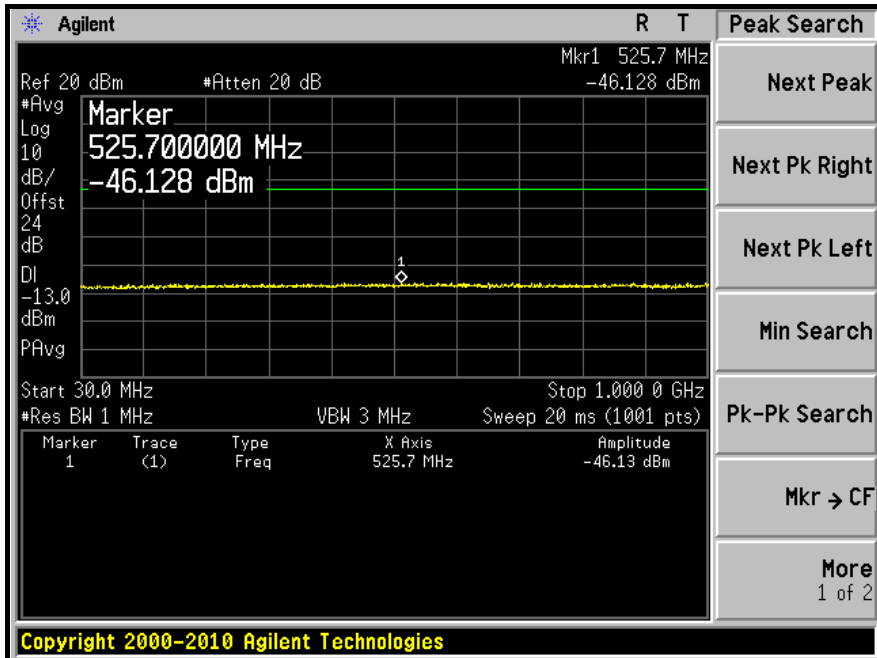 Agilent R T Peak Search
Mkr1 525.7 MHz
Ref 20 dBm #Atten 20 dB -46.128 dBm
#Avg
Log
10
dB/
Offst
24
dB
DI
-13.0
dBm
PAvg
Marker
525.700000 MHz
-46.128 dBm
1
Start 30.0 MHz Stop 1.000 0 GHz
#Res BW 1 MHz VBW 3 MHz Sweep 20 ms (1001 pts)
Marker Trace Type X Axis Amplitude
1 (1) Freq 525.7 MHz -46.13 dBm
Next Peak
Next Pk Right
Next Pk Left
Min Search
Pk-Pk Search
Mkr → CF
More
1 of 2
Copyright 2000-2010 Agilent Technologies